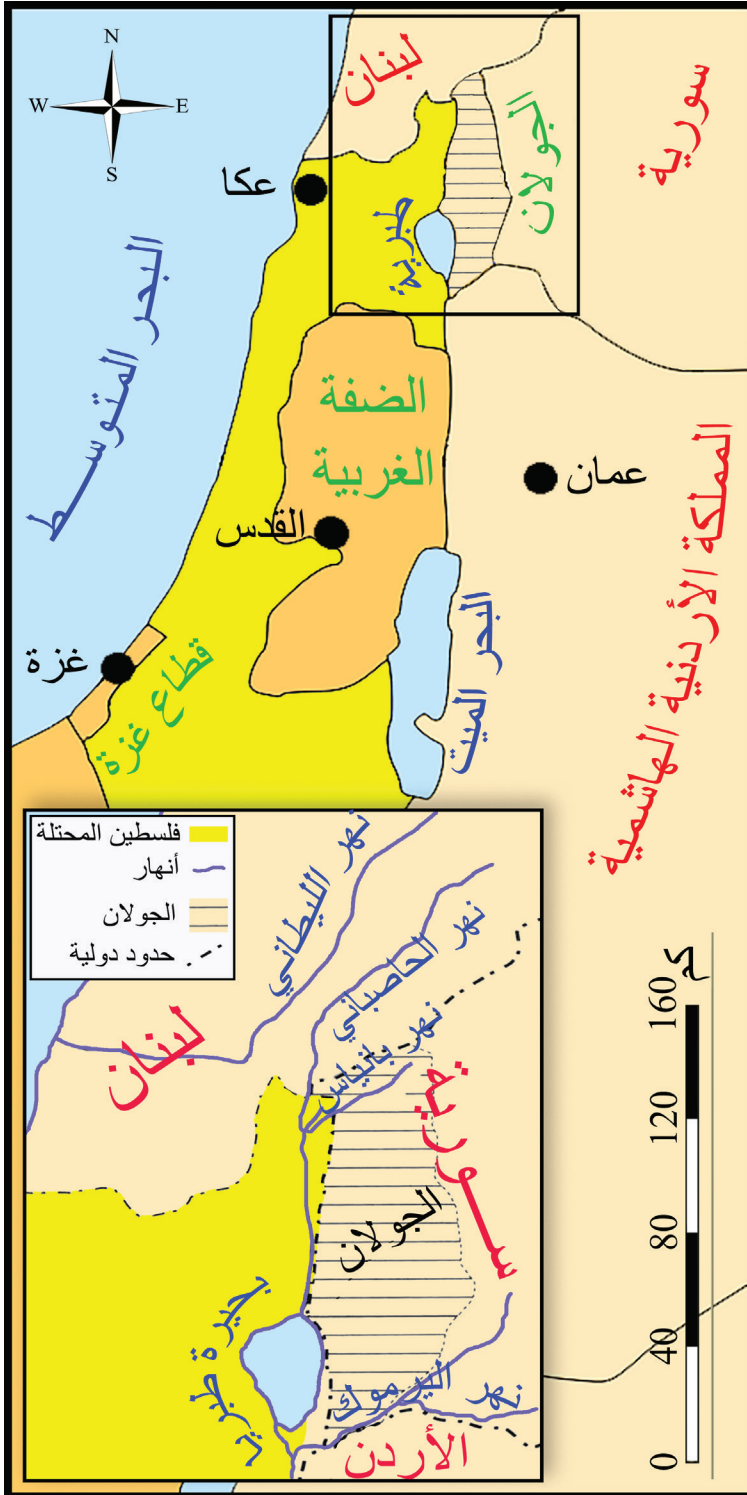 N
W
E
S
لبنان
سورية
الجولان
عكا
طبرية
البحر المتوسط
الضفة
الغربية
عمان
القدس
المملكة الأردنية الهاشمية
البحر الميت
غزة
قطاع غزة
فلسطين المحتلة
أنهار
الجولان
حدود دولية
نهر الليطاني
نهر الحاصباني
نهر بانياس
لبنان
سورية
الجولان
بحيرة طبرية
نهر اليرموك
الأردن
كم
160
120
80
40
0